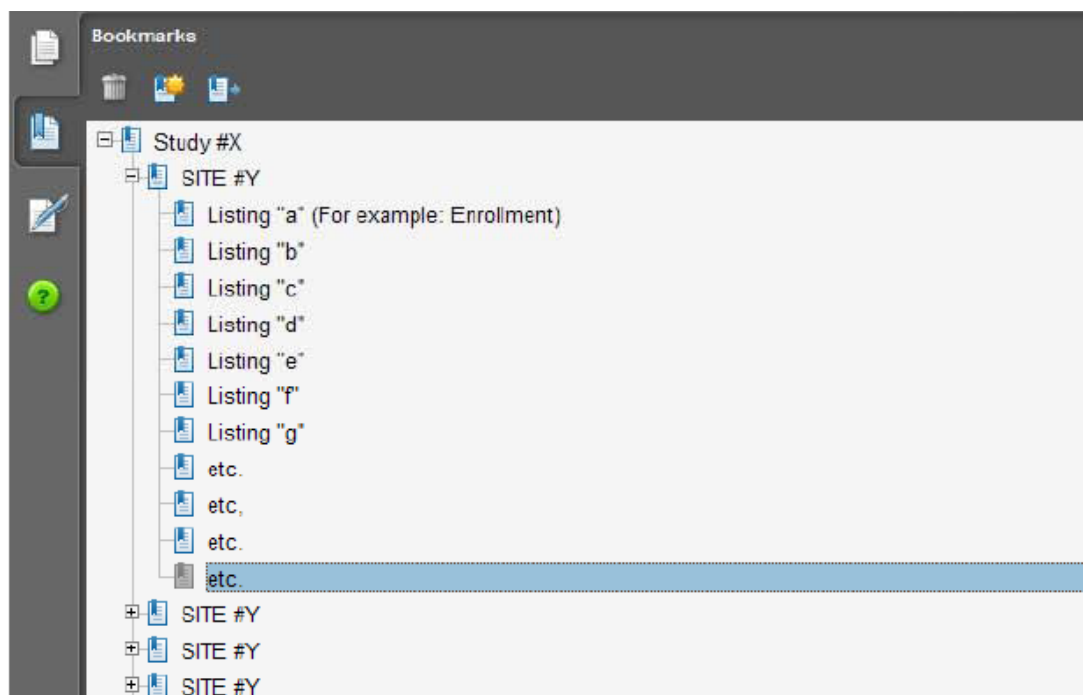 Bookmarks
Study #X
SITE #Y
Listing "a" (For example: Enrollment)
Listing "b"
Listing "c"
Listing "d"
Listing "e"
Listing "f"
Listing "g"
etc.
etc,
etc.
etc.
SITE #Y
SITE #Y
SITE #Y